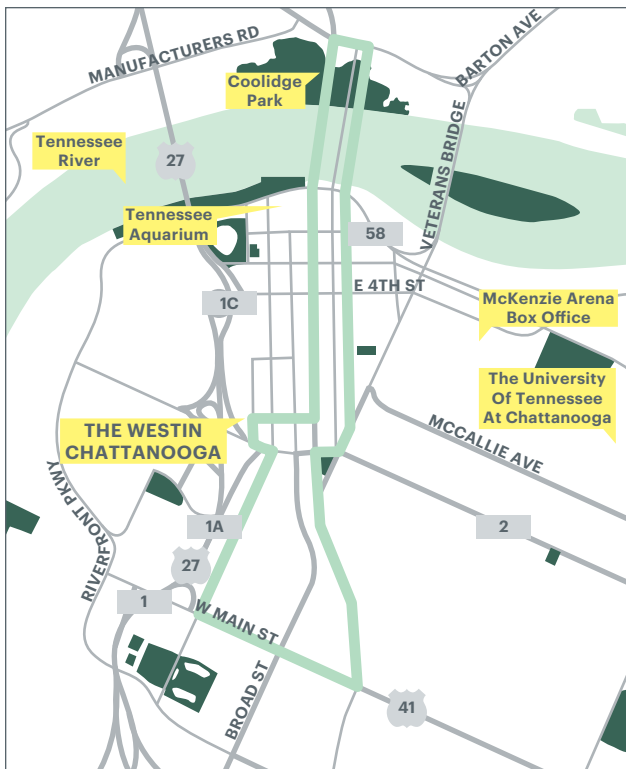 MANUFACTURERS RD
BARTON AVE
Coolidge
Park
VETERANS BRIDGE
Tennessee
River
27
Tennessee
Aquarium
58
E 4TH ST
1C
McKenzie Arena
Box Office
The University
Of Tennessee
At Chattanooga
THE WESTIN
CHATTANOOGA
MCCALLIE AVE
RIVERFRONT PKWY
1A
2
27
1
W MAIN ST
BROAD ST
41